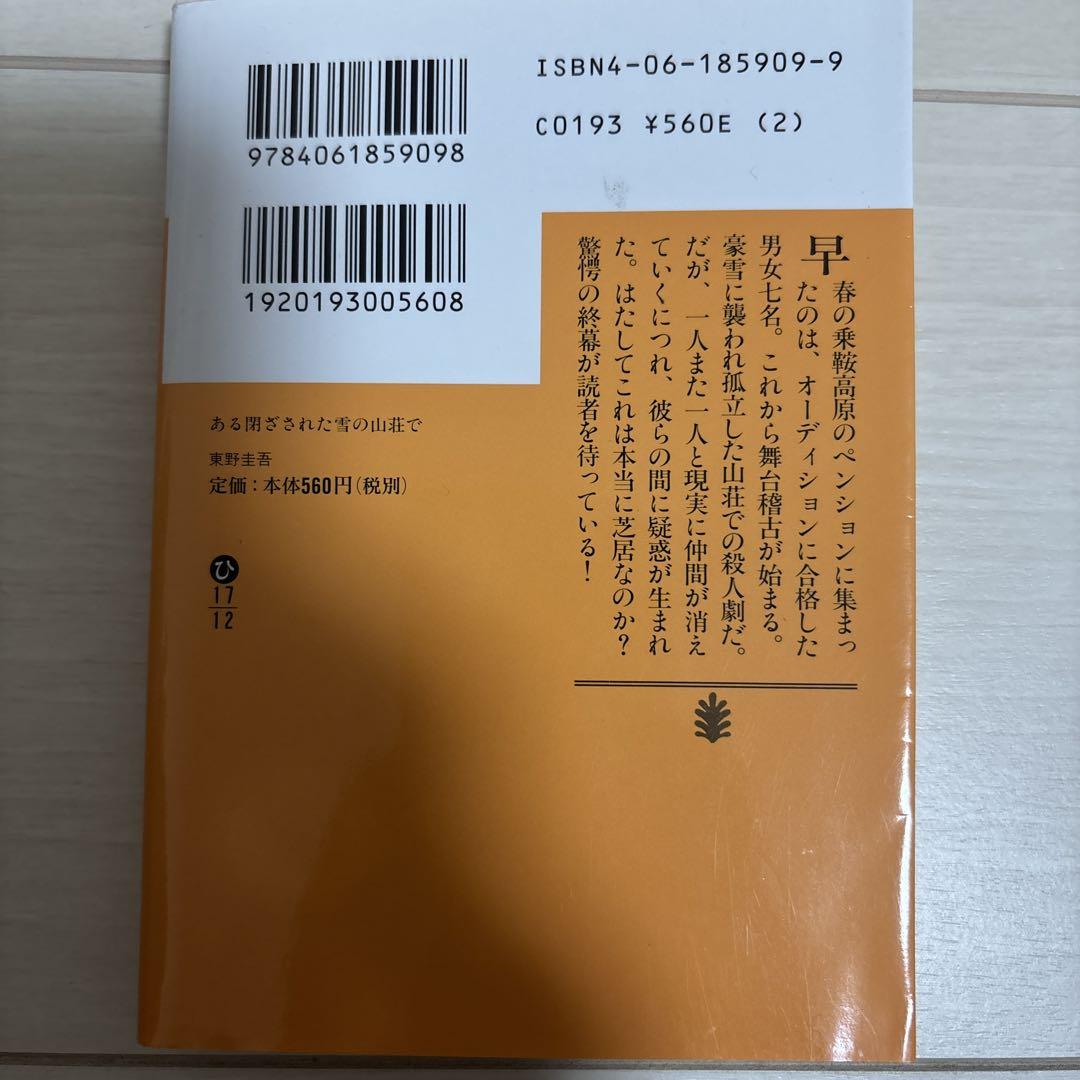 ISBN4-06-185909-9
C0193 ¥560E (2)
9784061859098
1920193005608
早春の乗鞍高原のペンションに集まっ
たのは、オーディションに合格した
男女七名。これから舞台稽古が始まる。
豪雪に襲われ孤立した山荘での殺人劇だ。
だが、一人また一人と現実に仲間が消え
ていくにつれ、彼らの間に疑惑が生まれ
た。はたしてこれは本当に芝居なのか?
驚愕の終幕が読者を待っている!
ある閉ざされた雪の山荘で
東野圭吾
定価:本体560円(税別)
ひ
17
12